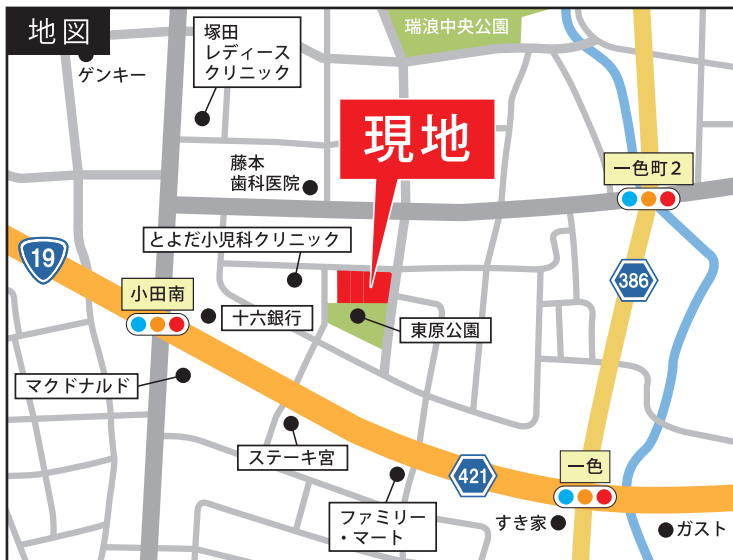 地図
瑞浪中央公園
塚田
レディース
クリニック
ゲンキー
現地
藤本
歯科医院
一色町2
とよだ小児科クリニック
19
386
小田南
十六銀行
東原公園
マクドナルド
ステーキ宮
421
一色
ファミリー
・マート
すき家
ガスト